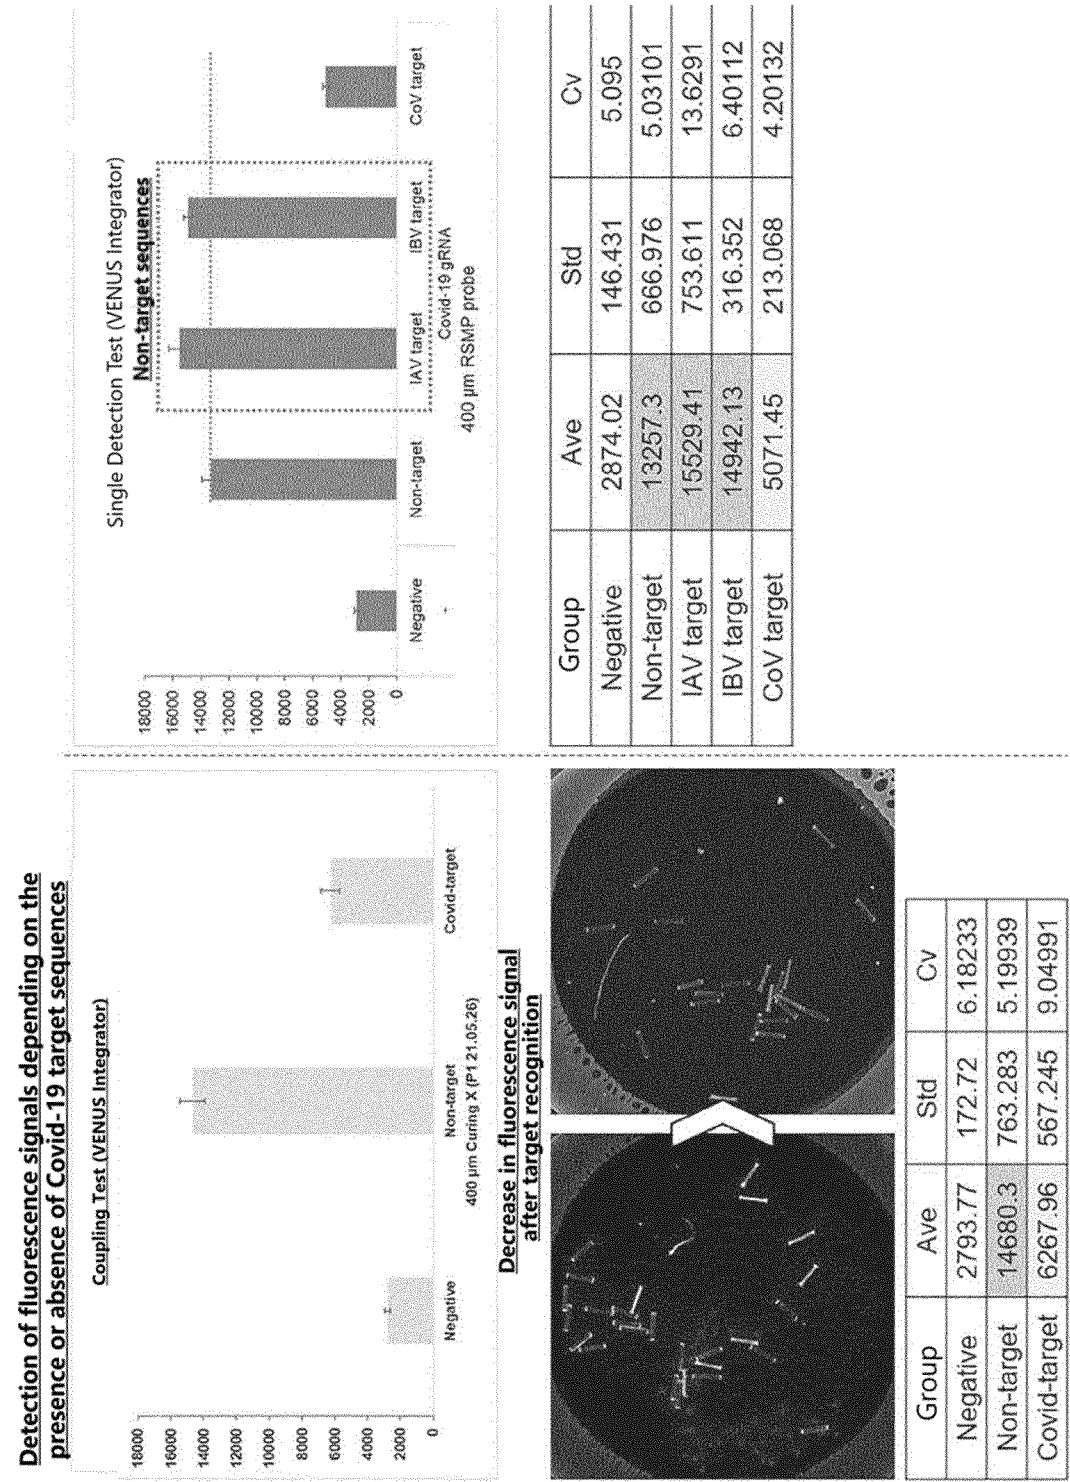 Detection of fluorescence signals depending on the
presence or absence of Covid-19 target sequences
Coupling Test (VENUS Integrator)
18000
16000
14000
12000
10000
8000
6000
4000
2000
0
Negative
Non-target
Covid-target
400 μm Curing X (P1 21.05.26)
Decrease in fluorescence signal
after target recognition
Group Ave Std Cv
Negative 2793.77 172.72 6.18233
Non-target 14680.3 763.283 5.19939
Covid-target 6267.96 567.245 9.04991
Single Detection Test (VENUS Integrator)
Non-target sequences
18000
16000
14000
12000
10000
8000
6000
4000
2000
0
Negative
Non-target
IAV target
IBV target
CoV target
Covid-19 gRNA
400 μm RSMP probe
Group Ave Std Cv
Negative 2874.02 146.431 5.095
Non-target 13257.3 666.976 5.03101
IAV target 15529.41 753.611 13.6291
IBV target 14942.13 316.352 6.40112
CoV target 5071.45 213.068 4.20132